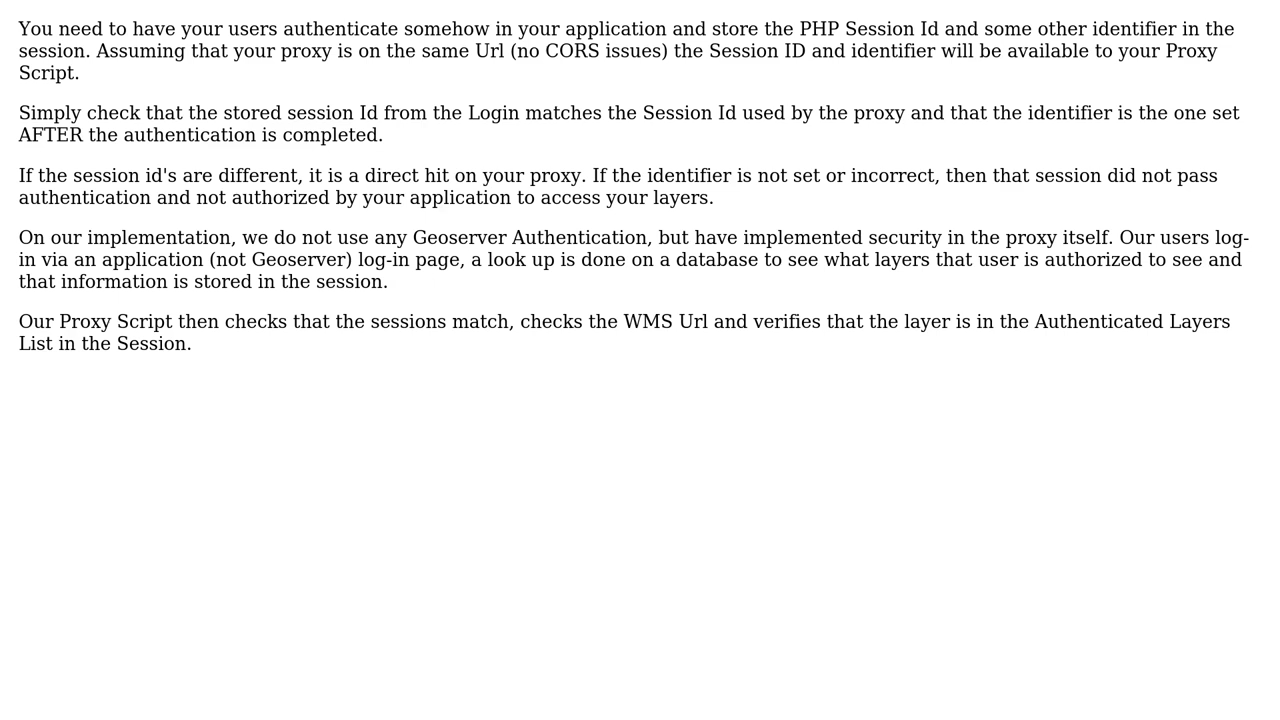 You need to have your users authenticate somehow in your application and store the PHP Session Id and some other identifier in the
session. Assuming that your proxy is on the same Url (no CORS issues) the Session ID and identifier will be available to your Proxy
Script.
Simply check that the stored session Id from the Login matches the Session Id used by the proxy and that the identifier is the one set
AFTER the authentication is completed.
If the session id's are different, it is a direct hit on your proxy. If the identifier is not set or incorrect, then that session did not pass
authentication and not authorized by your application to access your layers.
On our implementation, we do not use any Geoserver Authentication, but have implemented security in the proxy itself. Our users log-
in via an application (not Geoserver) log-in page, a look up is done on a database to see what layers that user is authorized to see and
that information is stored in the session.
Our Proxy Script then checks that the sessions match, checks the WMS Url and verifies that the layer is in the Authenticated Layers
List in the Session.